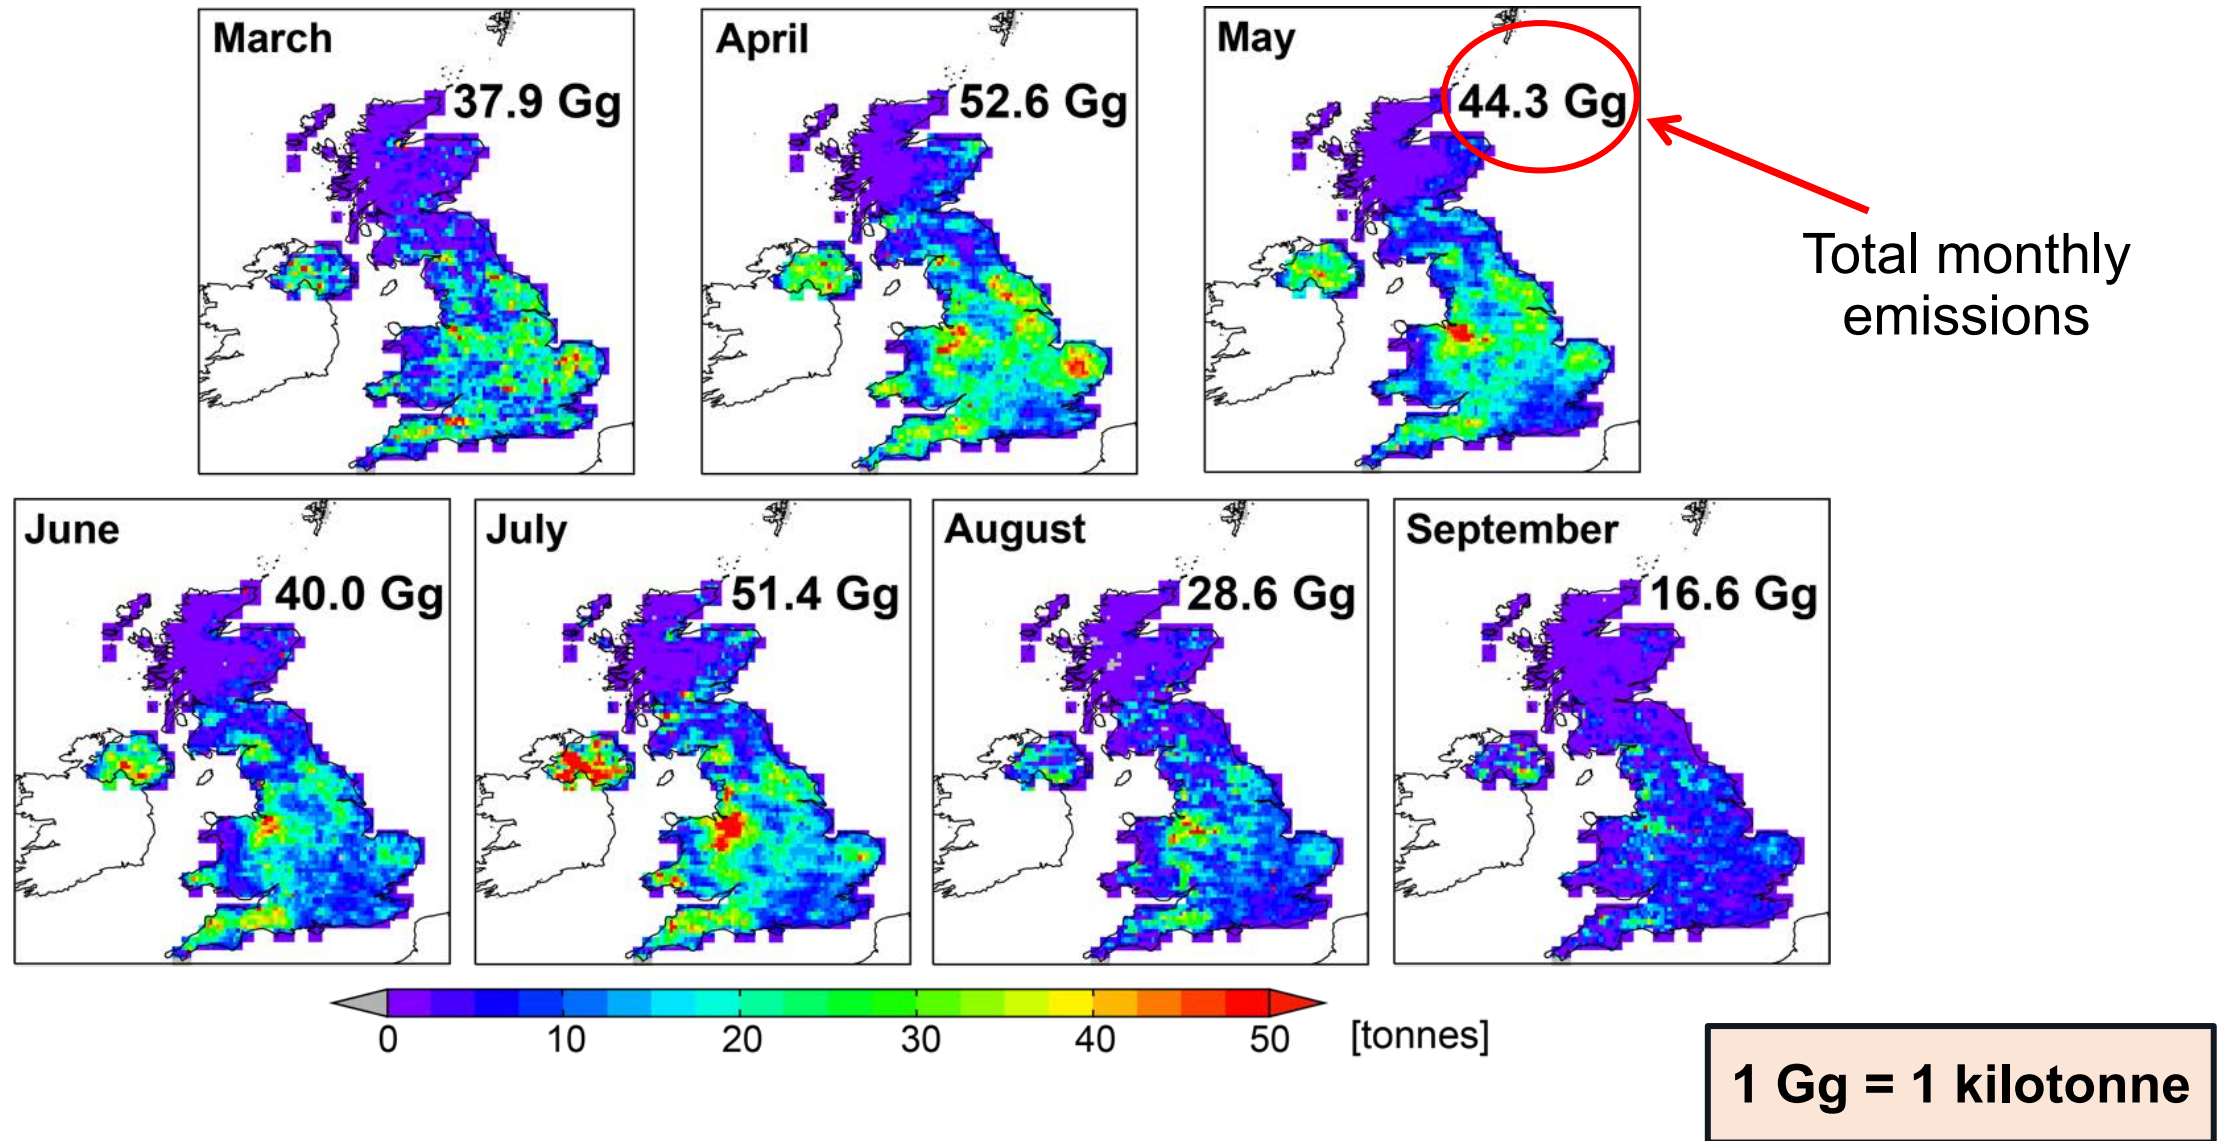 March
37.9 Gg
April
52.6 Gg
May
44.3 Gg
Total monthly
emissions
June
40.0 Gg
July
51.4 Gg
August
28.6 Gg
September
16.6 Gg
0 10 20 30 40 50 [tonnes]
1 Gg = 1 kilotonne